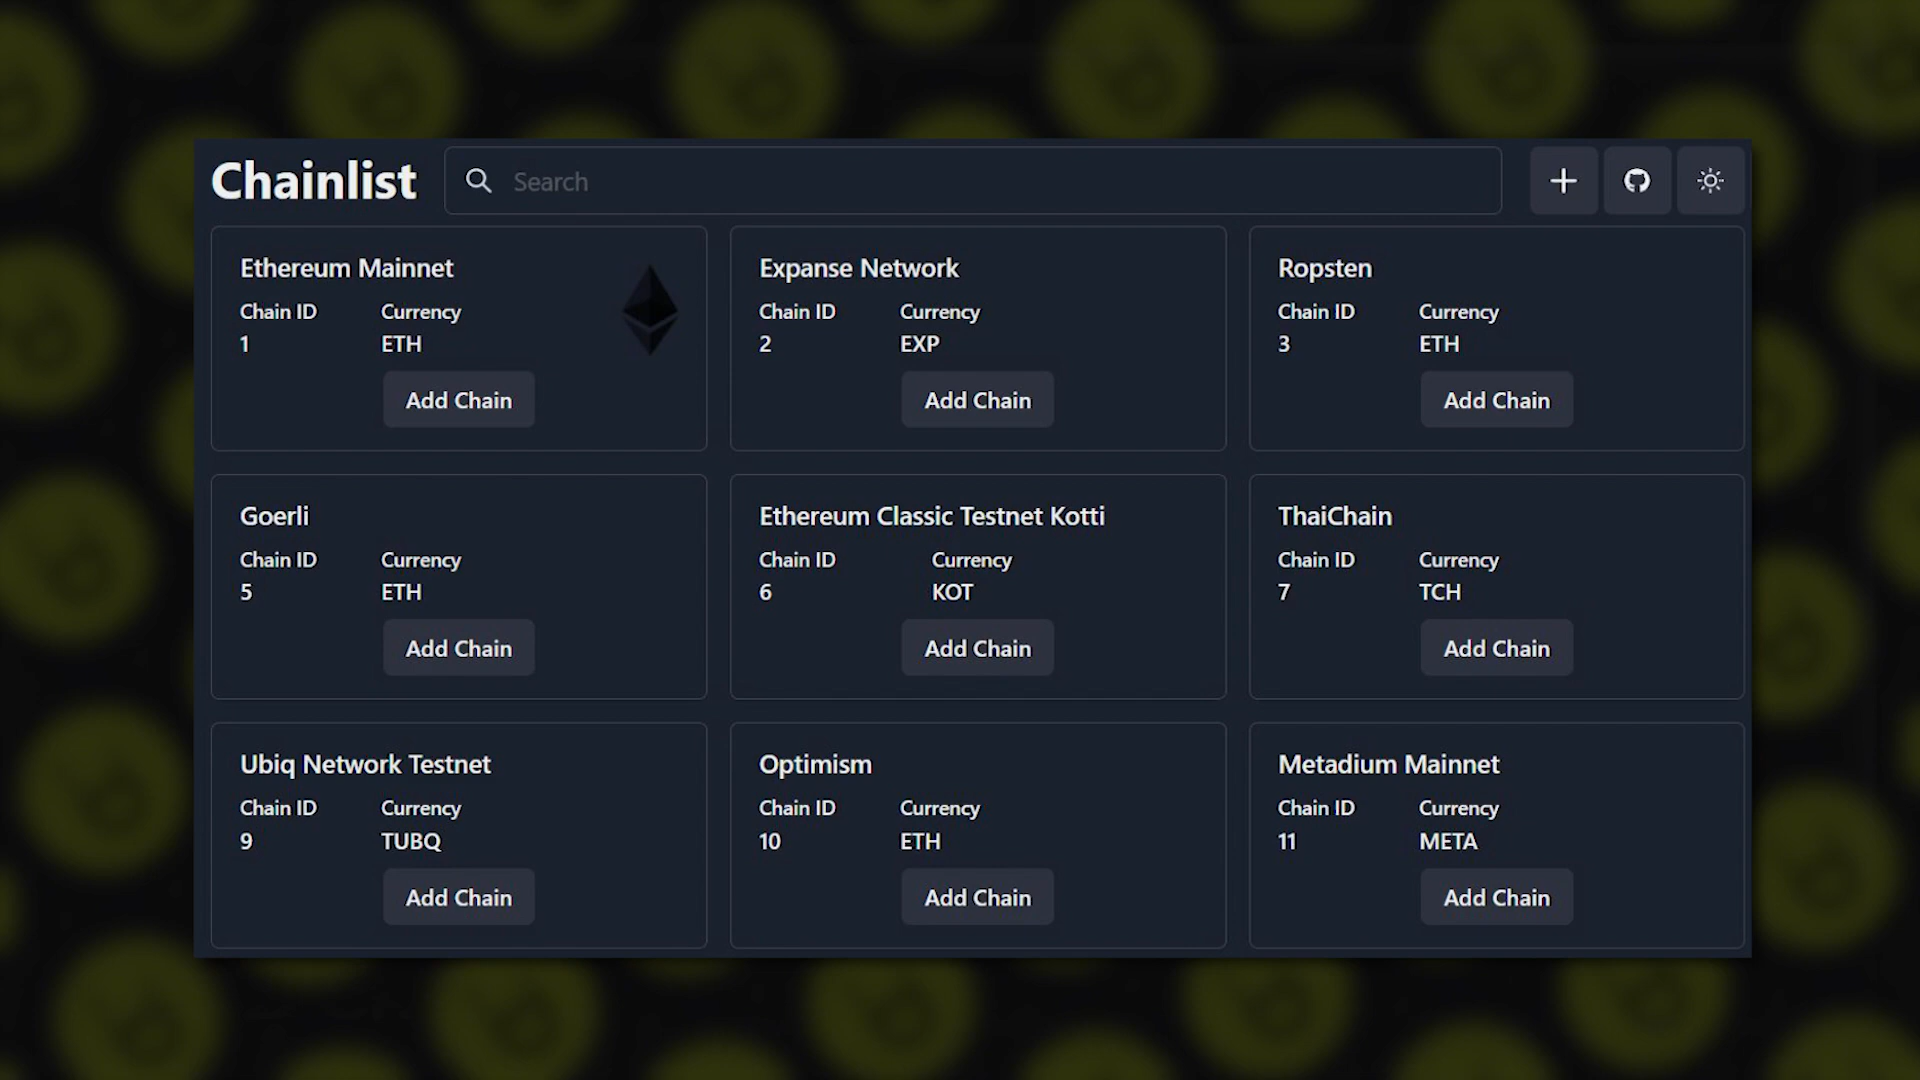 Chainlist
Search
Ethereum Mainnet
Chain ID Currency
1 ETH
Add Chain
Expanse Network
Chain ID Currency
2 EXP
Add Chain
Ropsten
Chain ID Currency
3 ETH
Add Chain
Goerli
Chain ID Currency
5 ETH
Add Chain
Ethereum Classic Testnet Kotti
Chain ID Currency
6 KOT
Add Chain
ThaiChain
Chain ID Currency
7 TCH
Add Chain
Ubiq Network Testnet
Chain ID Currency
9 TUBQ
Add Chain
Optimism
Chain ID Currency
10 ETH
Add Chain
Metadium Mainnet
Chain ID Currency
11 META
Add Chain